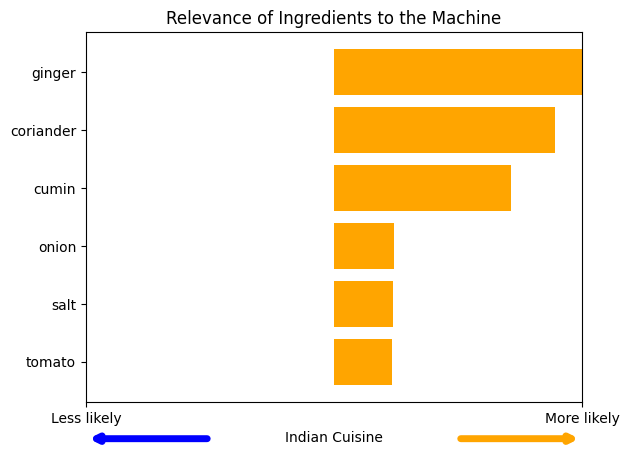 Relevance of Ingredients to the Machine
ginger
coriander
cumin
onion
salt
tomato
Less likely
More likely
Indian Cuisine